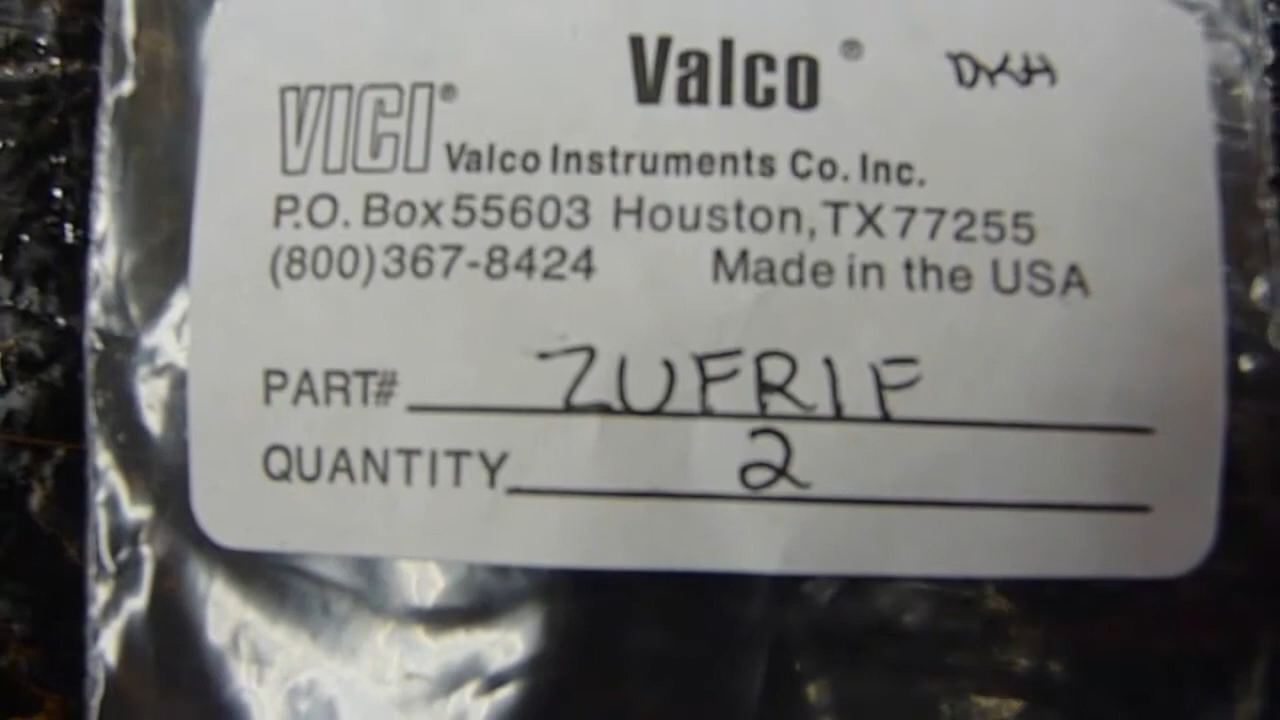 Valco® DKH
VICI® Valco Instruments Co. Inc.
P.O. Box 55603 Houston, TX 77255
(800) 367-8424 Made in the USA
PART# ZUFR1F
QUANTITY 2